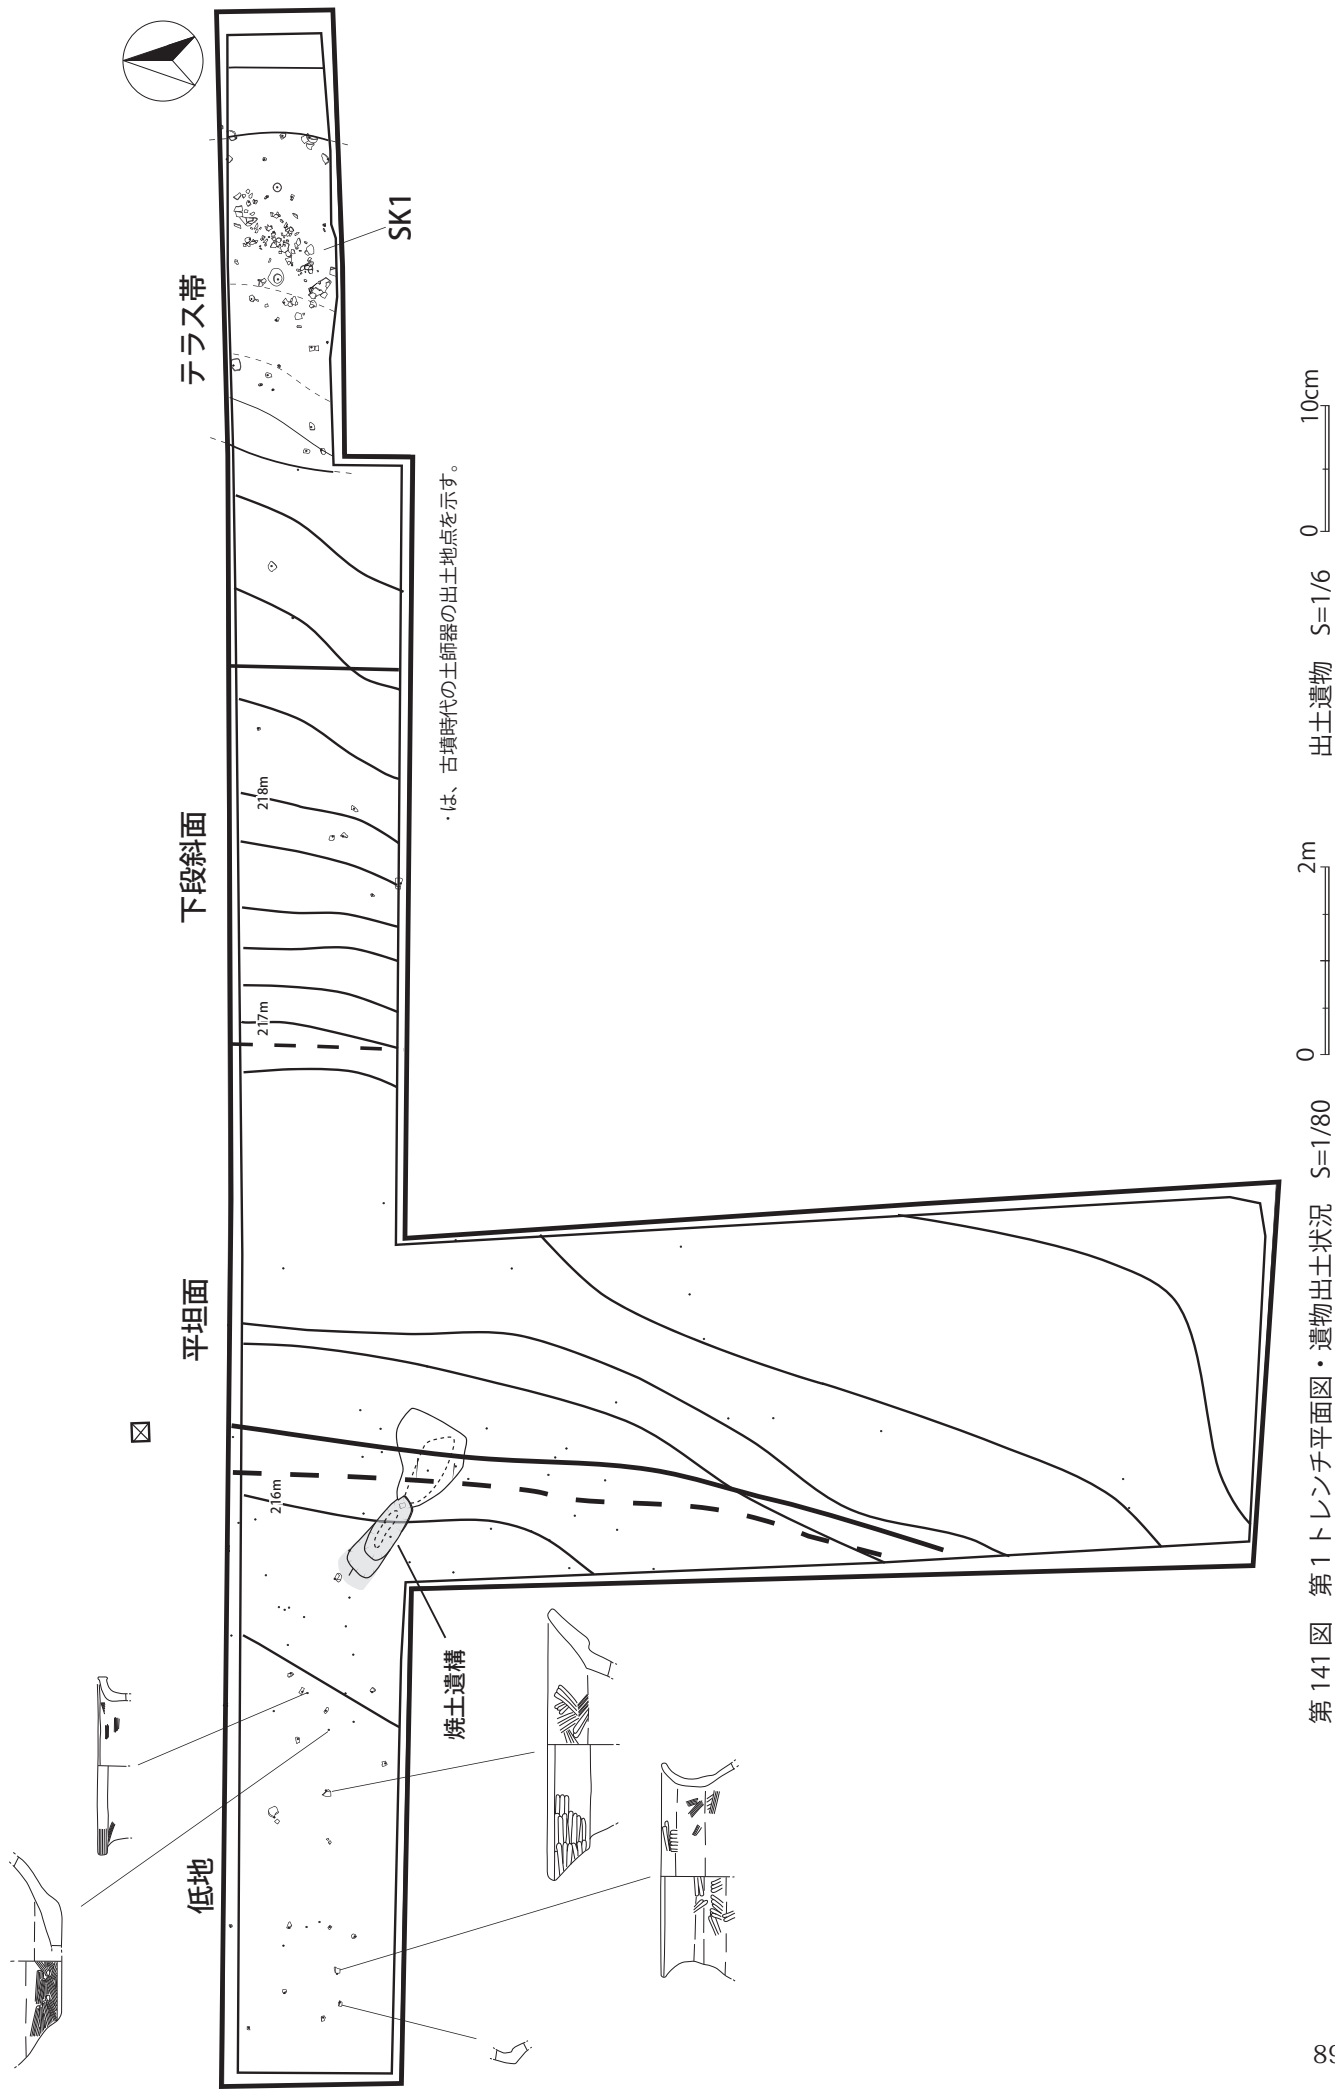 低地
平坦面
下段斜面
テラス帯
216m
217m
218m
SK1
焼土遺構
・は、古墳時代の土師器の出土地点を示す。
第 141 図　第 1 トレンチ平面図・遺物出土状況　S=1/80
0
2m
出土遺物　S=1/6
0
10cm
89